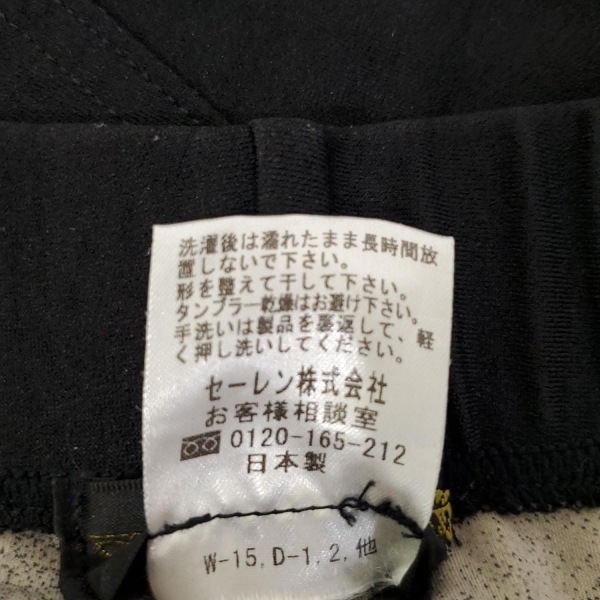 洗濯後は濡れたまま長時間放
置しないで下さい。
形を整えて干して下さい。
タンブラー乾燥はお避け下さい。
手洗いは製品を裏返して、軽
く押し洗いしてください。
セーレン株式会社
お客様相談室
0120-165-212
日本製
W-15,D-1,2,他